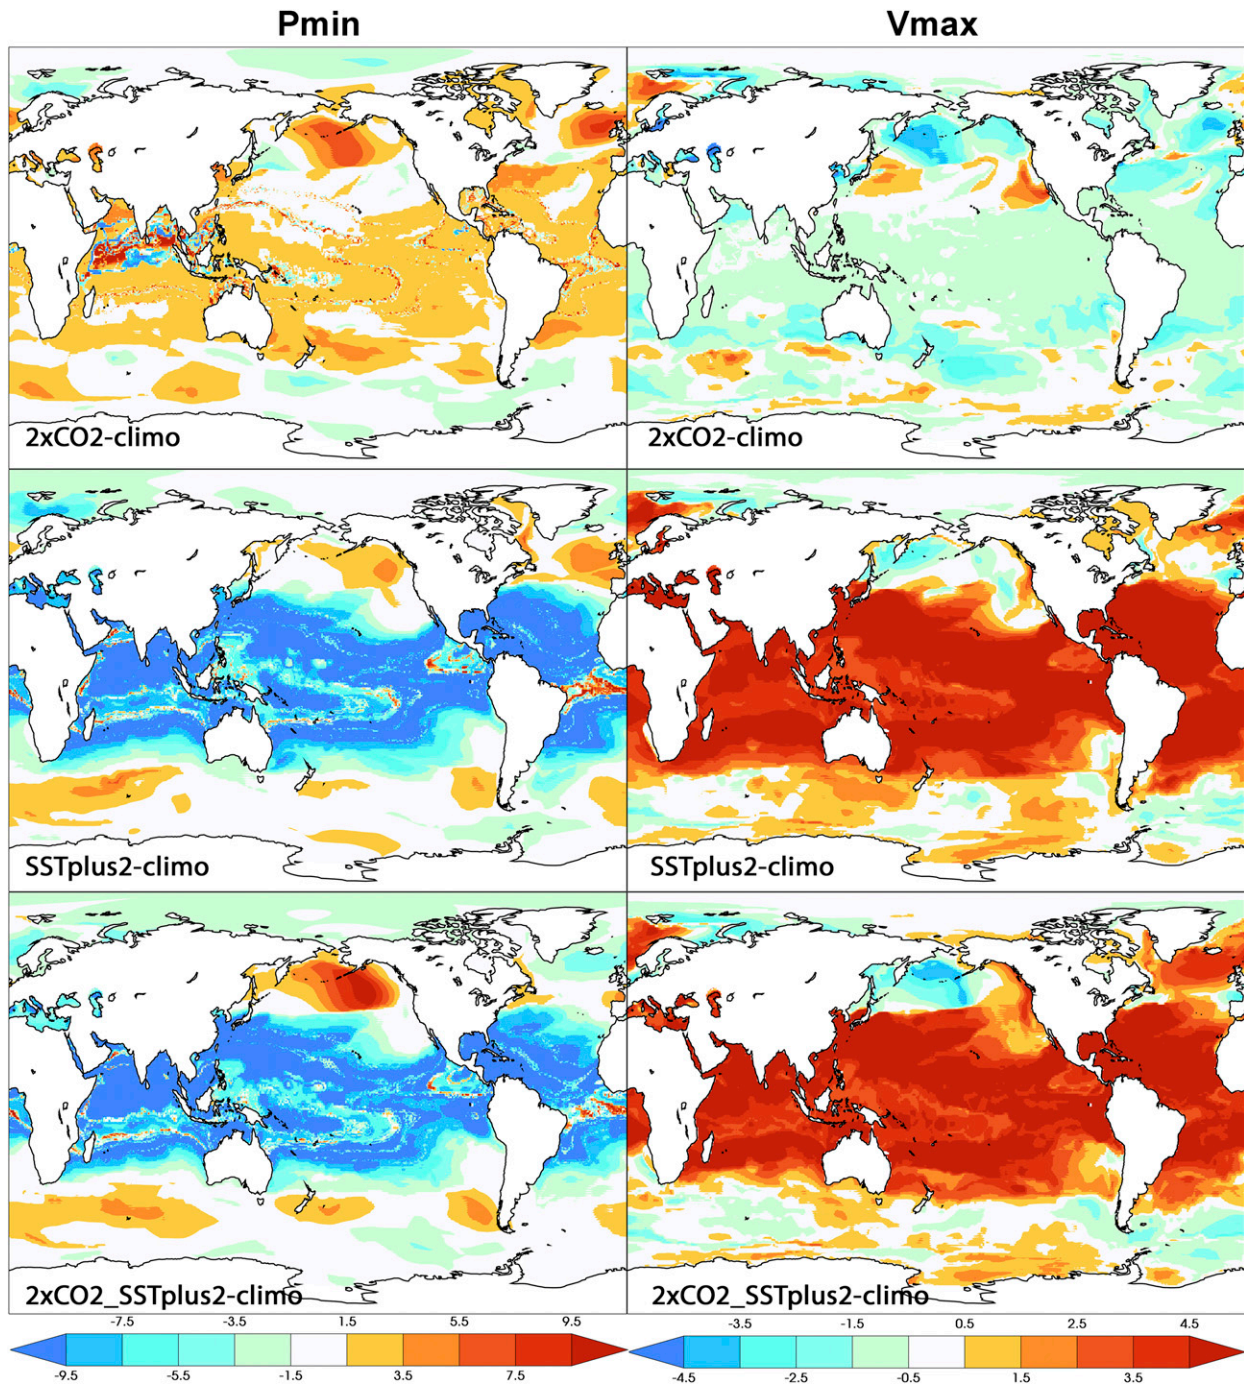 Pmin Vmax
2xCO2-climo 2xCO2-climo
SSTplus2-climo SSTplus2-climo
2xCO2_SSTplus2-climo 2xCO2_SSTplus2-climo
-7.5 -3.5 1.5 5.5 9.5 -3.5 -1.5 0.5 2.5 4.5
-9.5 -5.5 -1.5 3.5 7.5 -4.5 -2.5 -0.5 1.5 3.5